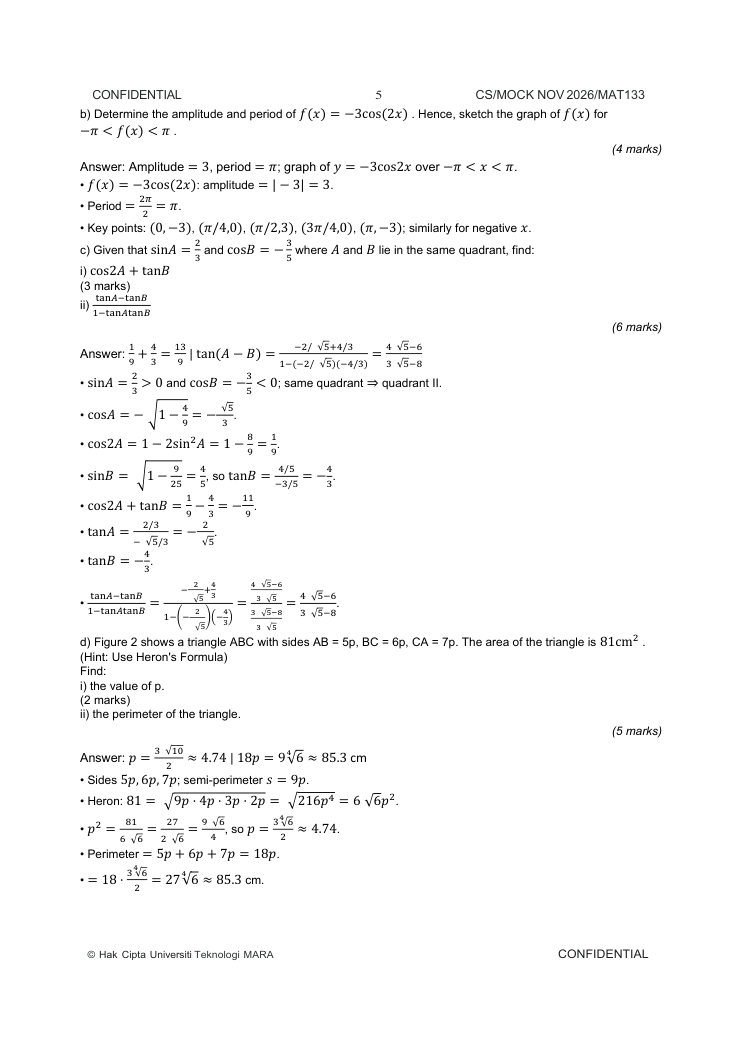 CONFIDENTIAL 5 CS/MOCK NOV 2026/MAT133
b) Determine the amplitude and period of f(x) = −3cos(2x) . Hence, sketch the graph of f(x) for
−π < f(x) < π .
(4 marks)
Answer: Amplitude = 3, period = π; graph of y = −3cos2x over −π < x < π.
• f(x) = −3cos(2x): amplitude = | − 3| = 3.
• Period = 2π/2 = π.
• Key points: (0, −3), (π/4,0), (π/2,3), (3π/4,0), (π, −3); similarly for negative x.
c) Given that sinA = 2/3 and cosB = −3/5 where A and B lie in the same quadrant, find:
i) cos2A + tanB
(3 marks)
ii) (tanA−tanB)/(1−tanAtanB)
(6 marks)
Answer: 1/9 + 4/3 = 13/9 | tan(A − B) = (−2/ √5+4/3)/(1−(−2/ √5)(−4/3)) = (4 √5−6)/(3 √5−8)
• sinA = 2/3 > 0 and cosB = −3/5 < 0; same quadrant ⇒ quadrant II.
• cosA = − √(1 − 4/9) = −√5/3.
• cos2A = 1 − 2sin²A = 1 − 8/9 = 1/9.
• sinB = √(1 − 9/25) = 4/5, so tanB = (4/5)/(−3/5) = −4/3.
• cos2A + tanB = 1/9 − 4/3 = −11/9.
• tanA = (2/3)/(− √5/3) = −2/√5.
• tanB = −4/3.
• (tanA−tanB)/(1−tanAtanB) = (−2/√5+4/3)/(1−(−2/√5)(−4/3)) = ((4 √5−6)/(3 √5))/((3 √5−8)/(3 √5)) = (4 √5−6)/(3 √5−8).
d) Figure 2 shows a triangle ABC with sides AB = 5p, BC = 6p, CA = 7p. The area of the triangle is 81cm² .
(Hint: Use Heron's Formula)
Find:
i) the value of p.
(2 marks)
ii) the perimeter of the triangle.
(5 marks)
Answer: p = (3 √10)/2 ≈ 4.74 | 18p = 9∜6 ≈ 85.3 cm
• Sides 5p, 6p, 7p; semi-perimeter s = 9p.
• Heron: 81 = √(9p · 4p · 3p · 2p) = √(216p⁴) = 6 √6p².
• p² = 81/(6 √6) = 27/(2 √6) = (9 √6)/4, so p = (3∜6)/2 ≈ 4.74.
• Perimeter = 5p + 6p + 7p = 18p.
• = 18 · (3∜6)/2 = 27∜6 ≈ 85.3 cm.
© Hak Cipta Universiti Teknologi MARA CONFIDENTIAL